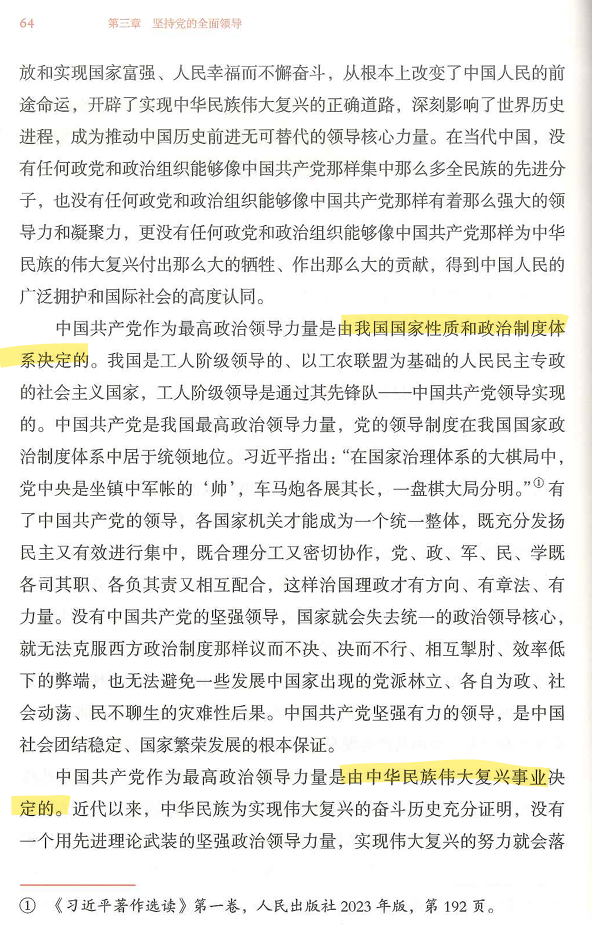 64 第三章 坚持党的全面领导
放和实现国家富强、人民幸福而不懈奋斗，从根本上改变了中国人民的前
途命运，开辟了实现中华民族伟大复兴的正确道路，深刻影响了世界历史
进程，成为推动中国历史前进无可替代的领导核心力量。在当代中国，没
有任何政党和政治组织能够像中国共产党那样集中那么多全民族的先进分
子，也没有任何政党和政治组织能够像中国共产党那样有着那么强大的领
导力和凝聚力，更没有任何政党和政治组织能够像中国共产党那样为中华
民族的伟大复兴付出那么大的牺牲、作出那么大的贡献，得到中国人民的
广泛拥护和国际社会的高度认同。
中国共产党作为最高政治领导力量是由我国国家性质和政治制度体
系决定的。我国是工人阶级领导的、以工农联盟为基础的人民民主专政
的社会主义国家，工人阶级领导是通过其先锋队——中国共产党领导实现
的。中国共产党是我国最高政治领导力量，党的领导制度在我国国家政
治制度体系中居于统领地位。习近平指出：“在国家治理体系的大棋局中，
党中央是坐镇中军帐的‘帅’，车马炮各展其长，一盘棋大局分明。”①有
了中国共产党的领导，各国家机关才能成为一个统一整体，既充分发扬
民主又有效进行集中，既合理分工又密切协作，党、政、军、民、学既
各司其职、各负其责又相互配合，这样治国理政才有方向、有章法、有
力量。没有中国共产党的坚强领导，国家就会失去统一的政治领导核心，
就无法克服西方政治制度那样议而不决、决而不行、相互掣肘、效率低
下的弊端，也无法避免一些发展中国家出现的党派林立、各自为政、社
会动荡、民不聊生的灾难性后果。中国共产党坚强有力的领导，是中国
社会团结稳定、国家繁荣发展的根本保证。
中国共产党作为最高政治领导力量是由中华民族伟大复兴事业决
定的。近代以来，中华民族为实现伟大复兴的奋斗历史充分证明，没有
一个用先进理论武装的坚强政治领导力量，实现伟大复兴的努力就会落
① 《习近平著作选读》第一卷，人民出版社 2023 年版，第 192 页。